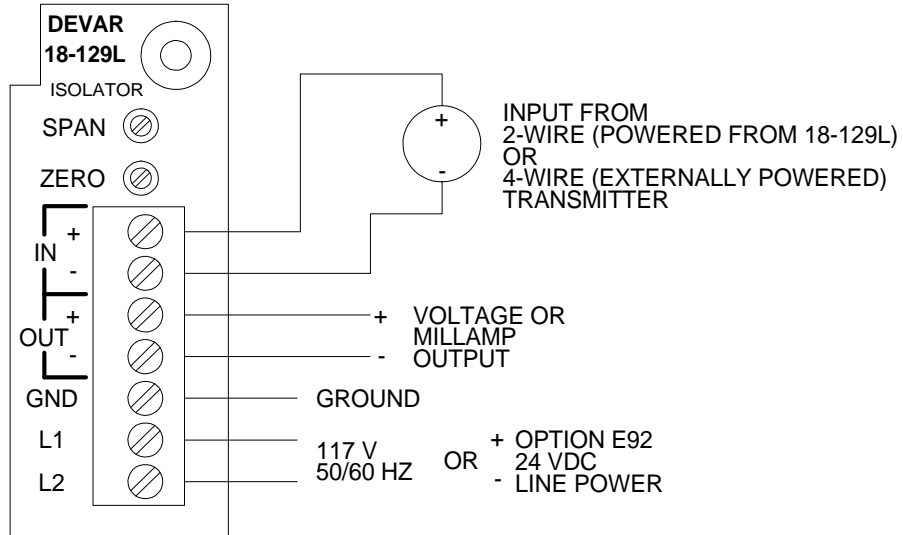 DEVAR
18-129L
ISOLATOR
SPAN
ZERO
IN
+
-
OUT
+
-
GND
L1
L2
+
-
INPUT FROM
2-WIRE (POWERED FROM 18-129L)
OR
4-WIRE (EXTERNALLY POWERED)
TRANSMITTER
+ VOLTAGE OR
MILLAMP
- OUTPUT
GROUND
117 V
50/60 HZ
OR
+ OPTION E92
24 VDC
- LINE POWER